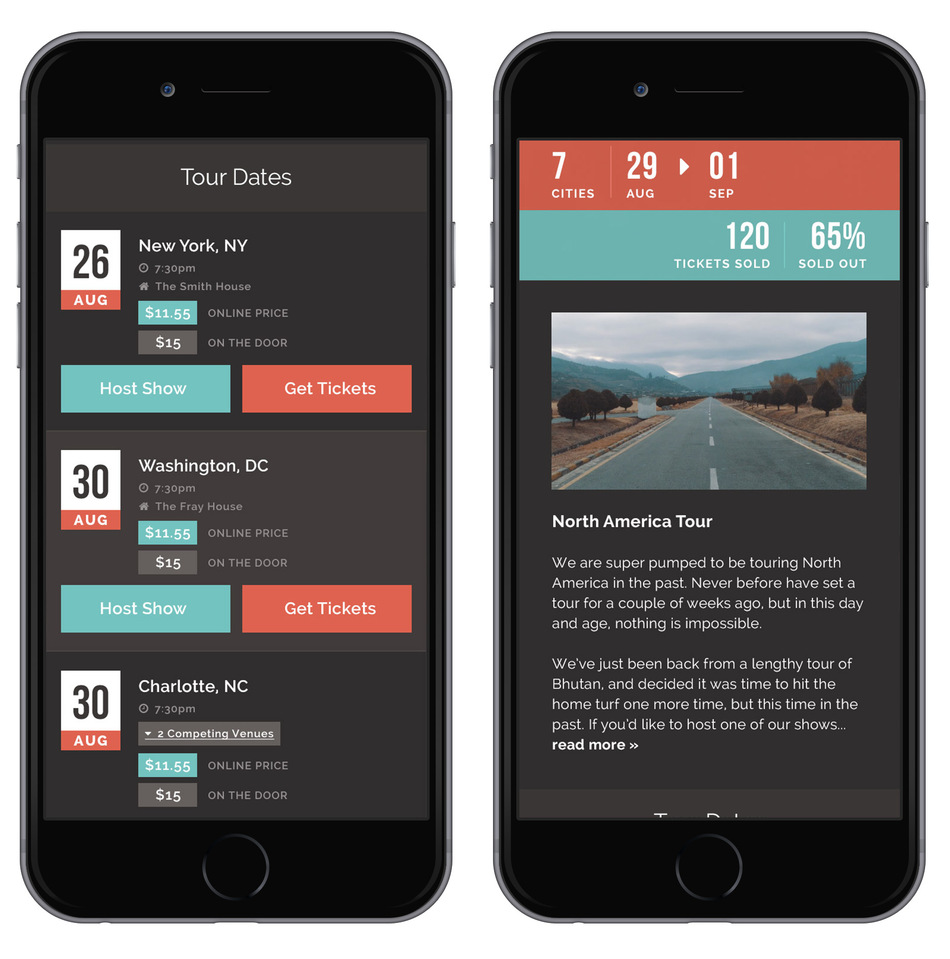 Tour Dates
26
AUG
New York, NY
7:30pm
The Smith House
$11.55 ONLINE PRICE
$15 ON THE DOOR
Host Show Get Tickets
30
AUG
Washington, DC
7:30pm
The Fray House
$11.55 ONLINE PRICE
$15 ON THE DOOR
Host Show Get Tickets
30
AUG
Charlotte, NC
7:30pm
2 Competing Venues
$11.55 ONLINE PRICE
$15 ON THE DOOR
7 29 01
CITIES AUG SEP
120 65%
TICKETS SOLD SOLD OUT
North America Tour
We are super pumped to be touring North
America in the past. Never before have set a
tour for a couple of weeks ago, but in this day
and age, nothing is impossible.
We've just been back from a lengthy tour of
Bhutan, and decided it was time to hit the
home turf one more time, but this time in the
past. If you'd like to host one of our shows...
read more »